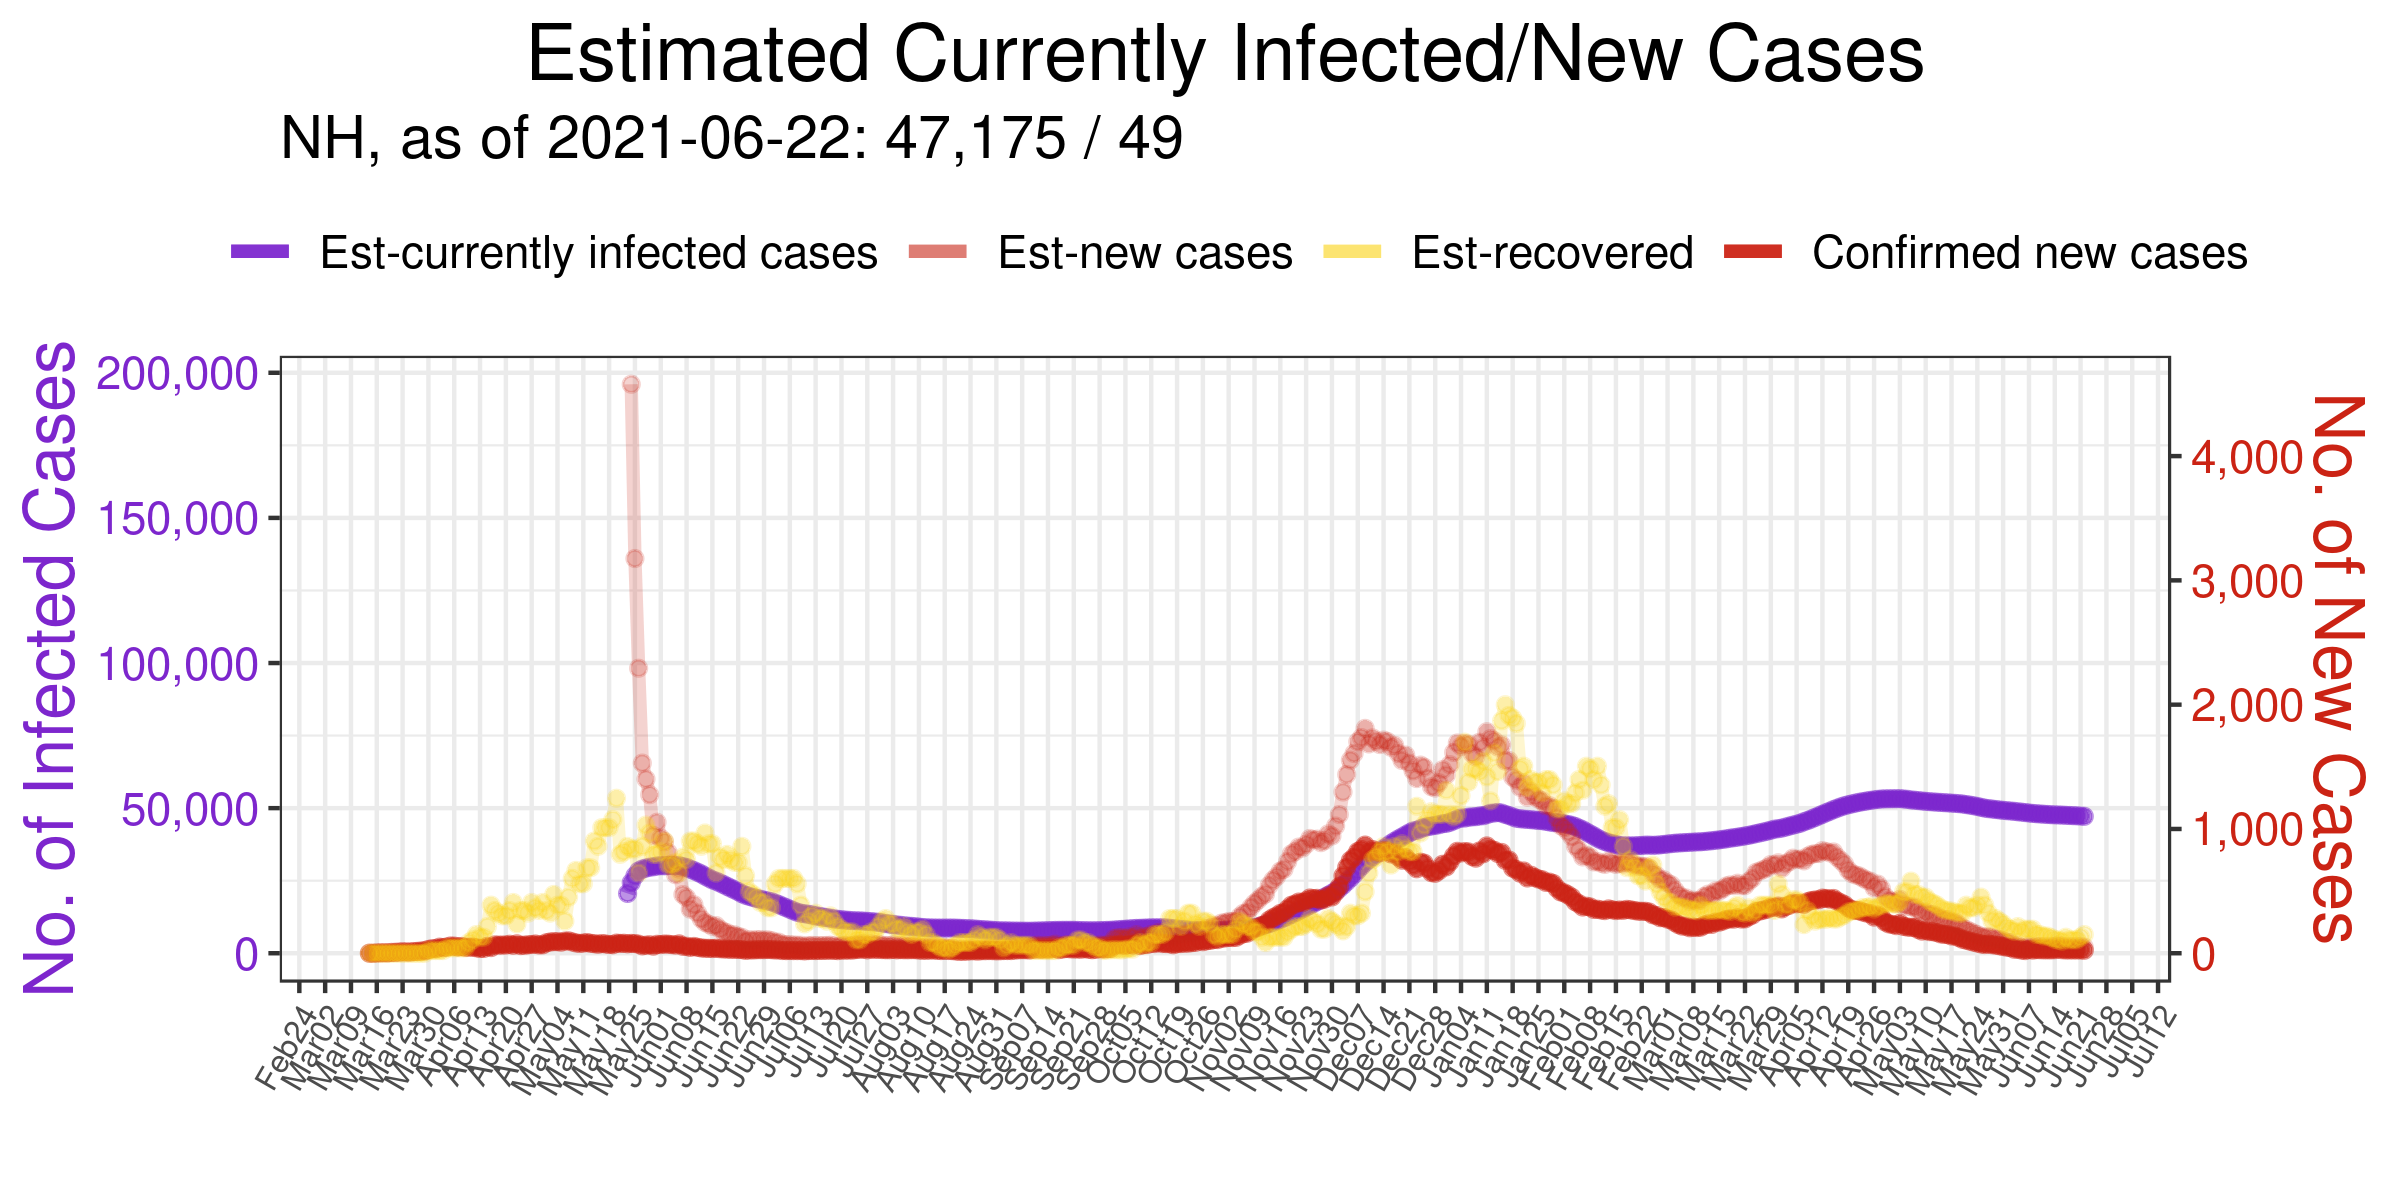 Estimated Currently Infected/New Cases
NH, as of 2021-06-22: 47,175 / 49
Est-currently infected cases Est-new cases Est-recovered Confirmed new cases
No. of Infected Cases
200,000
150,000
100,000
50,000
0
4,000
3,000
2,000
1,000
0
No. of New Cases
Feb24 Mar02 Mar09 Mar16 Mar23 Mar30 Apr06 Apr13 Apr20 Apr27 May04 May11 May18 May25 Jun01 Jun08 Jun15 Jun22 Jun29 Jul06 Jul13 Jul20 Jul27 Aug03 Aug10 Aug17 Aug24 Aug31 Sep07 Sep14 Sep21 Sep28 Oct05 Oct12 Oct19 Oct26 Nov02 Nov09 Nov16 Nov23 Nov30 Dec07 Dec14 Dec21 Dec28 Jan04 Jan11 Jan18 Jan25 Feb01 Feb08 Feb15 Feb22 Mar01 Mar08 Mar15 Mar22 Mar29 Apr05 Apr12 Apr19 Apr26 May03 May10 May17 May24 May31 Jun07 Jun14 Jun21 Jun28 Jul05 Jul12